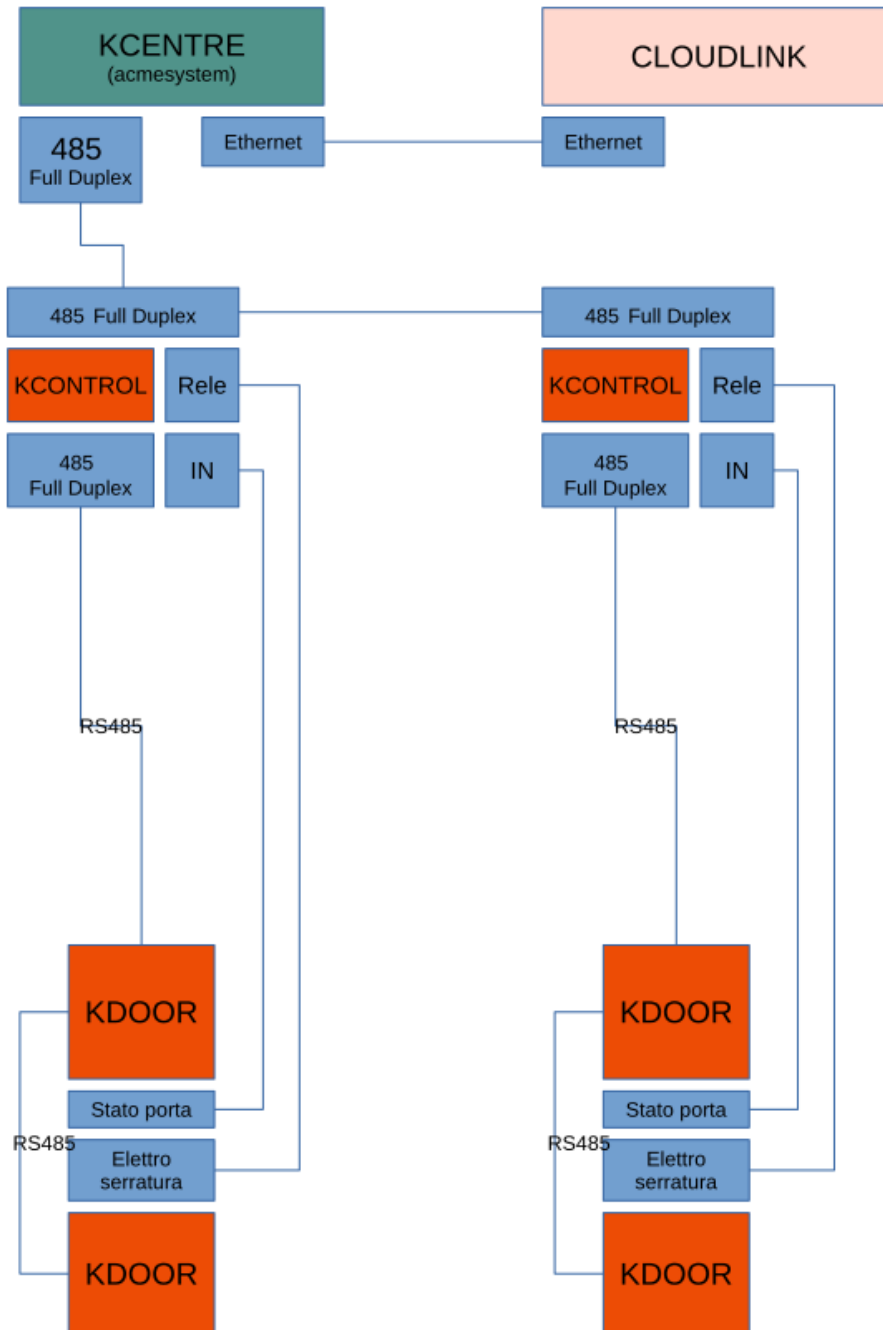 KCENTRE
(acmesystem)
CLOUDLINK
485
Full Duplex
Ethernet
Ethernet
485 Full Duplex
485 Full Duplex
KCONTROL
Rele
KCONTROL
Rele
485
Full Duplex
IN
485
Full Duplex
IN
RS485
RS485
KDOOR
KDOOR
Stato porta
Stato porta
RS485
Elettro
serratura
RS485
Elettro
serratura
KDOOR
KDOOR